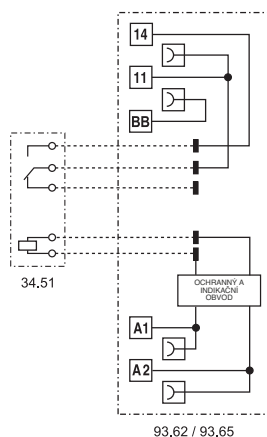 14
11
BB
34.51
OCHRANNÝ A
INDIKAČNÍ
OBVOD
A1
A2
93.62 / 93.65